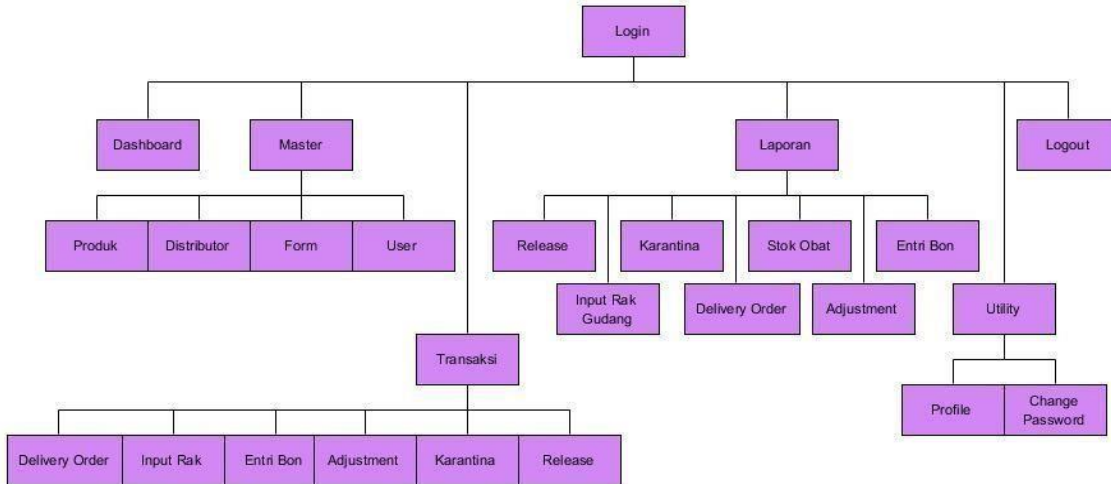 Login
Dashboard
Master
Laporan
Logout
Produk
Distributor
Form
User
Release
Karantina
Stok Obat
Entri Bon
Input Rak
Gudang
Delivery Order
Adjustment
Utility
Transaksi
Profile
Change
Password
Delivery Order
Input Rak
Entri Bon
Adjustment
Karantina
Release